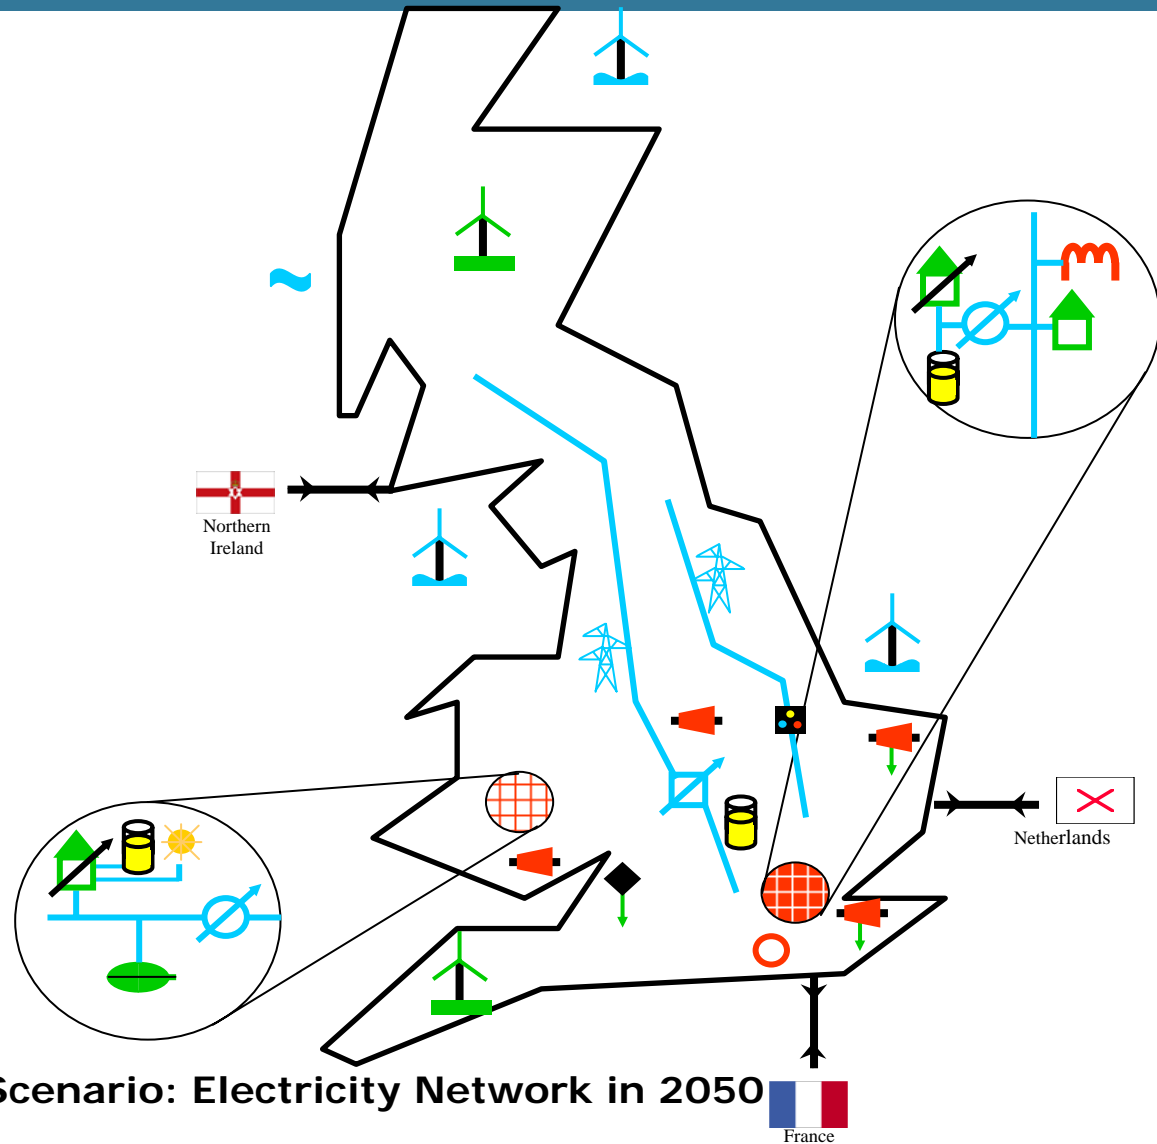 Northern
Ireland
Netherlands
Scenario: Electricity Network in 2050
France